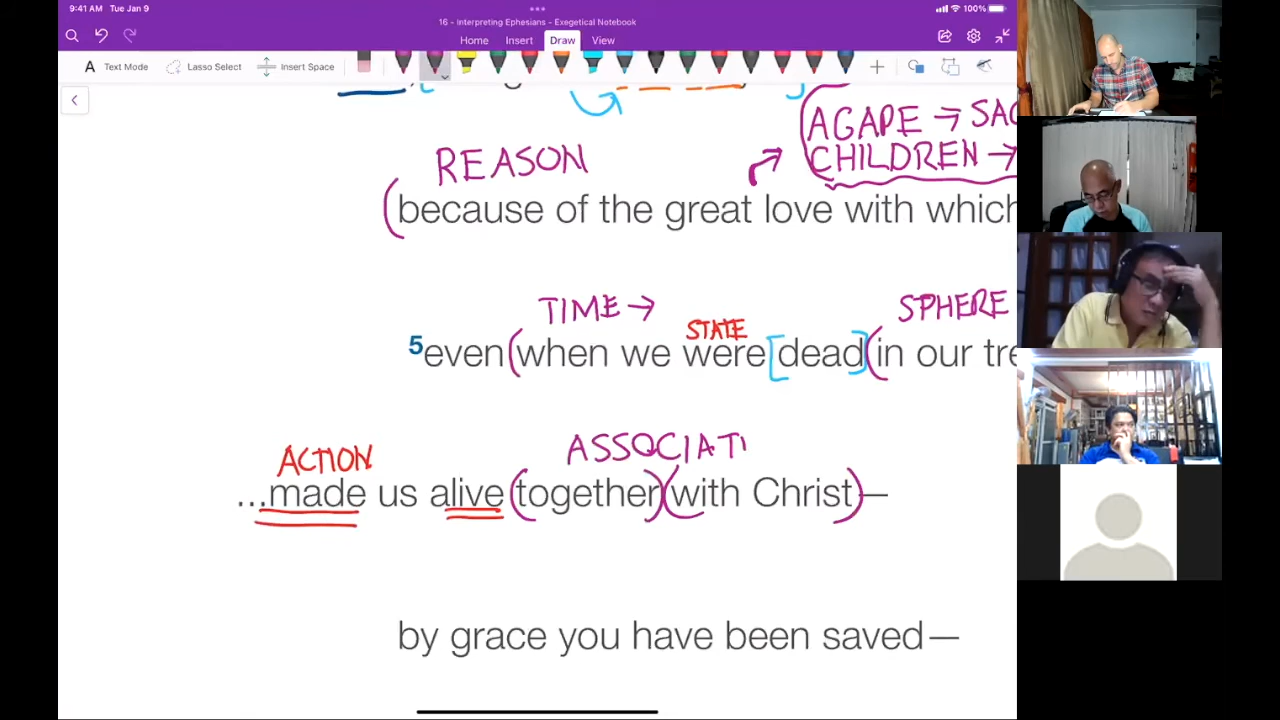 9:41 AM Tue Jan 9
100%
16 - Interpreting Ephesians - Exegetical Notebook
Home Insert Draw View
A Text Mode Lasso Select Insert Space
AGAPE → SAC
REASON
CHILDREN →
(because of the great love with which
TIME →
STATE
SPHERE
5even (when we were [dead] (in our tre
ACTION
ASSOCIATI
...made us alive (together) (with Christ)—
by grace you have been saved—